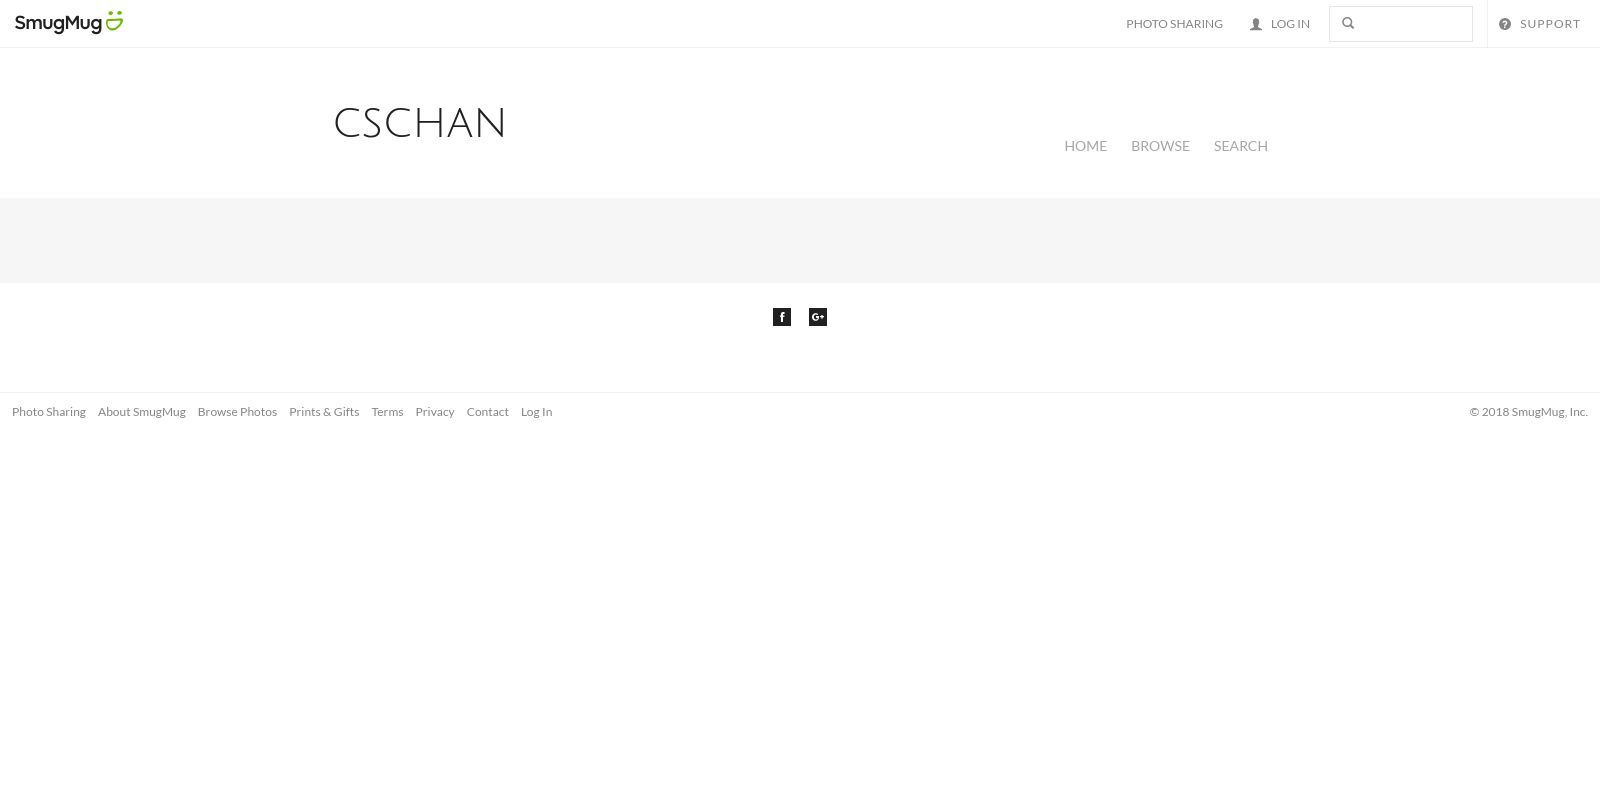 SmugMug
PHOTO SHARING LOG IN SUPPORT
CSCHAN
HOME BROWSE SEARCH
Photo Sharing About SmugMug Browse Photos Prints & Gifts Terms Privacy Contact Log In © 2018 SmugMug, Inc.